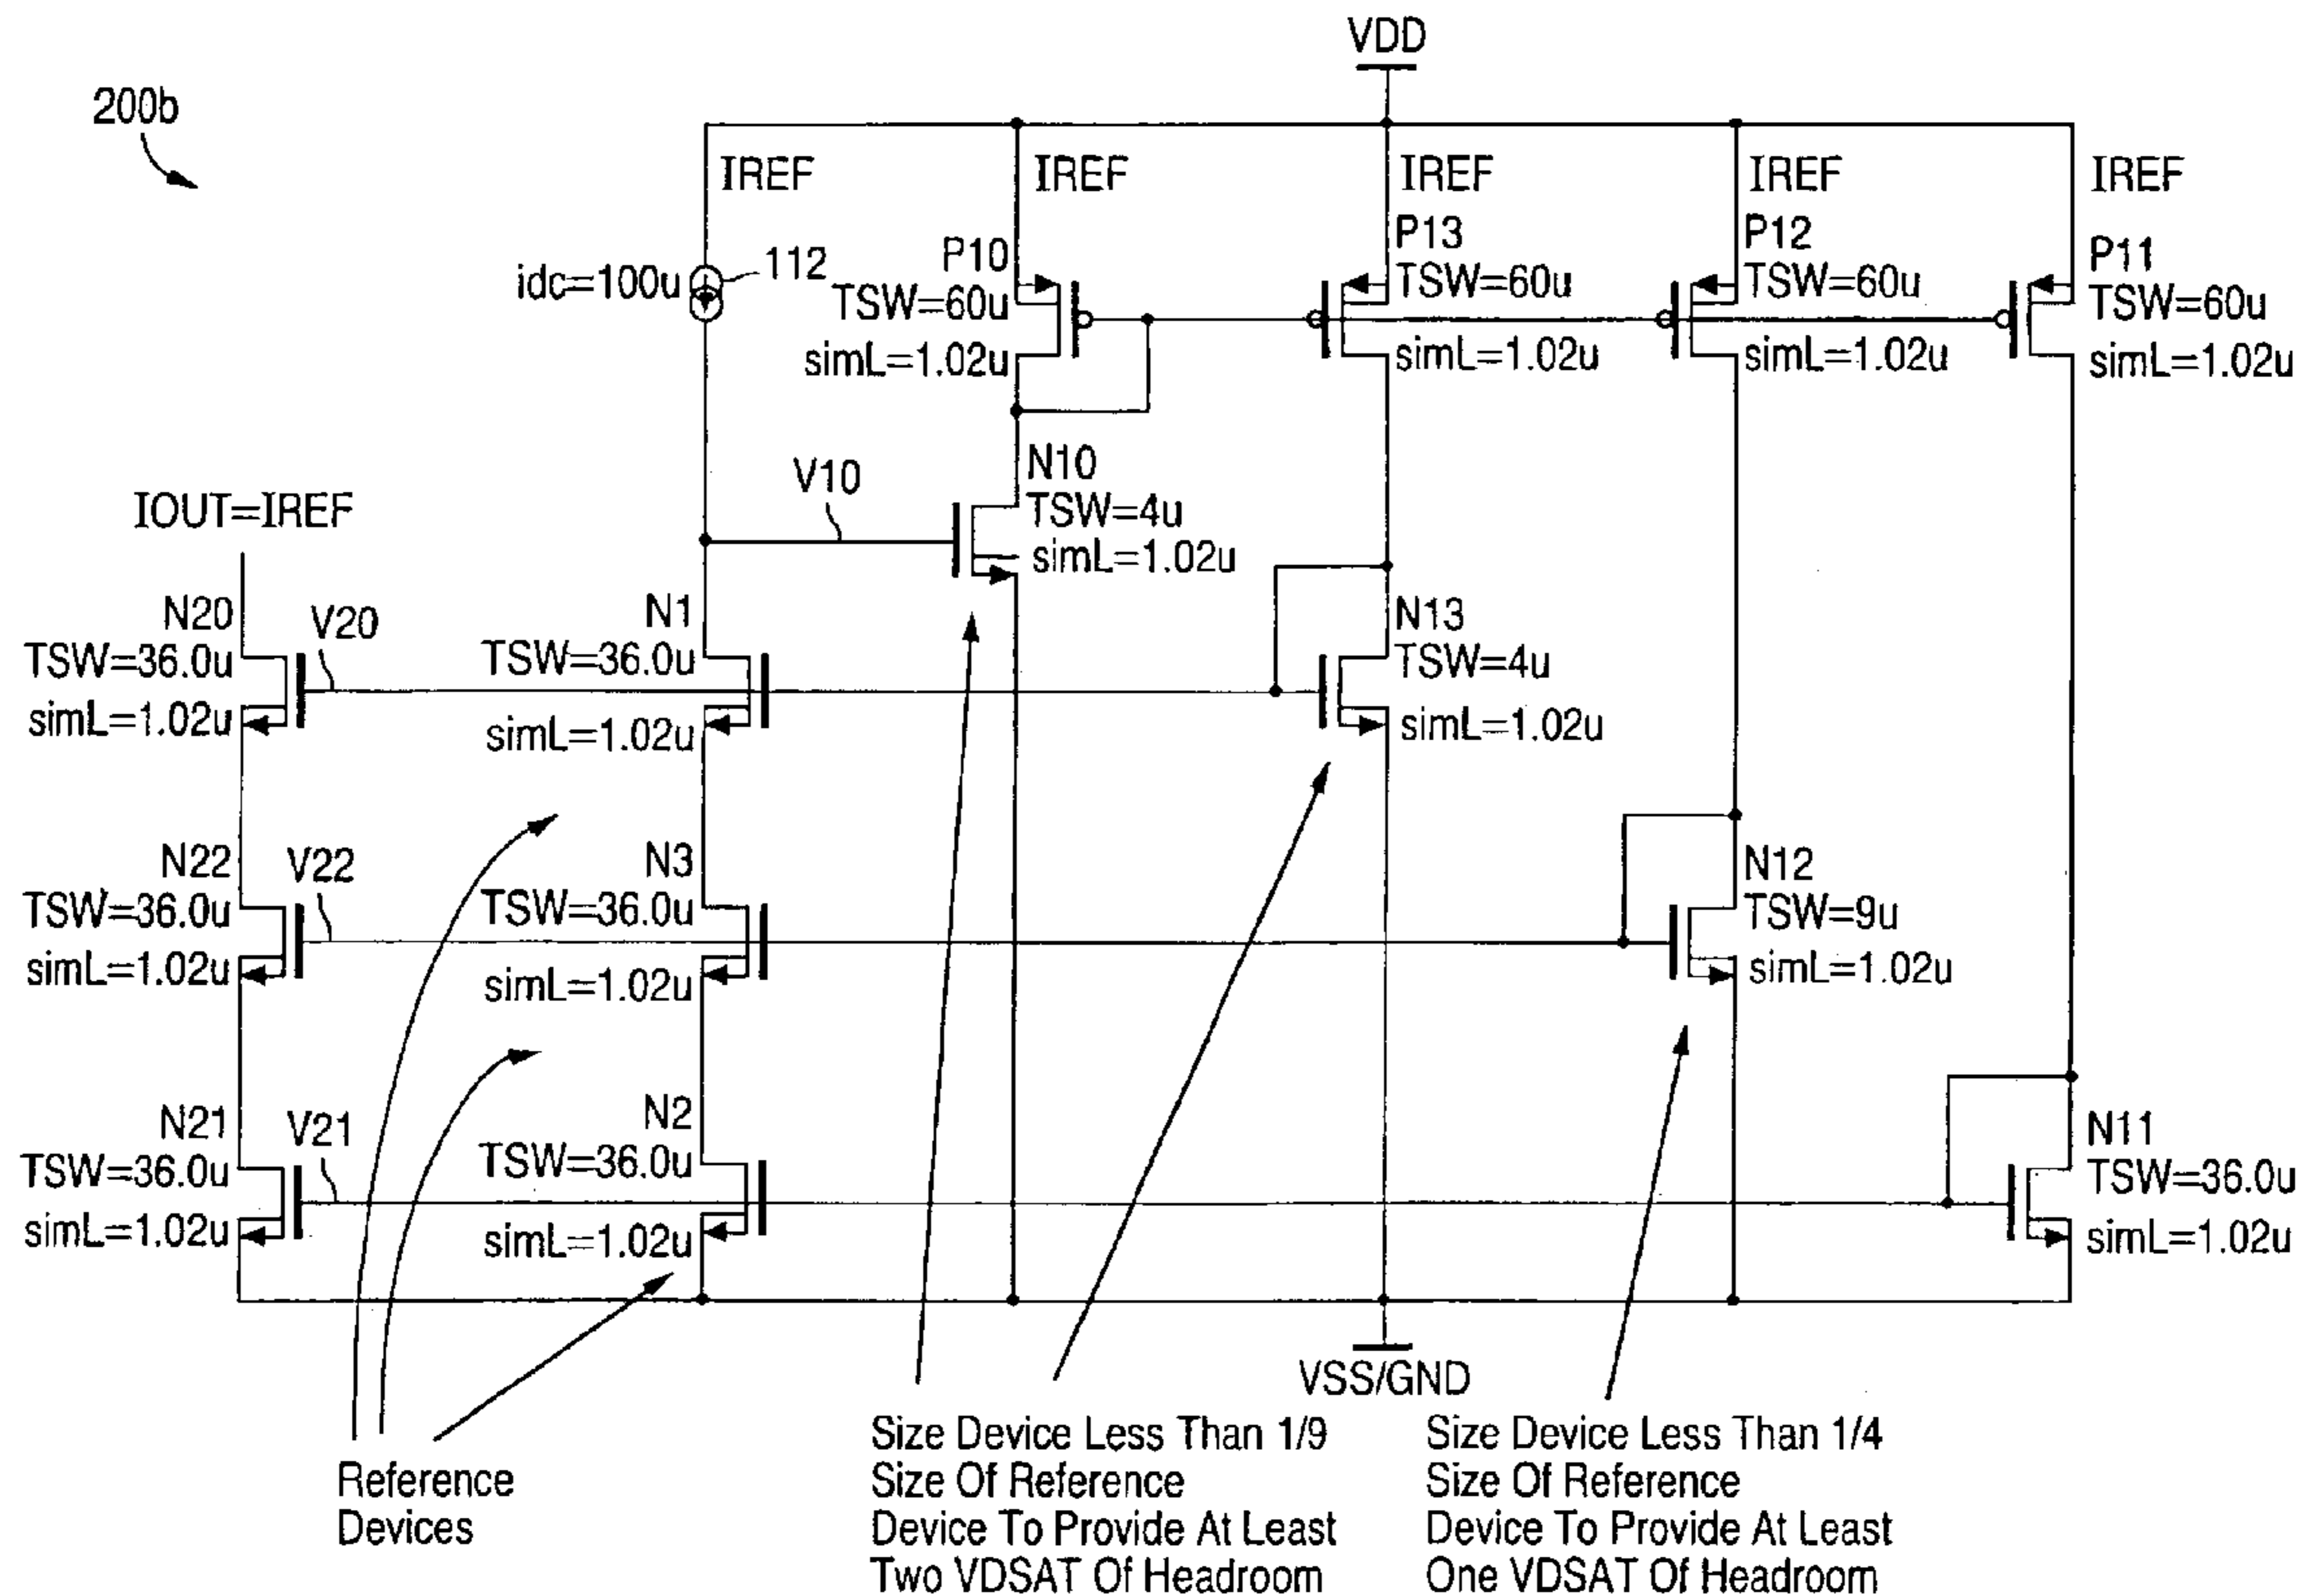 VDD
200b
IREF
IREF
IREF
IREF
IREF
idc=100u
112
P10
TSW=60u
simL=1.02u
P13
TSW=60u
simL=1.02u
P12
TSW=60u
simL=1.02u
P11
TSW=60u
simL=1.02u
V10
N10
TSW=4u
simL=1.02u
IOUT=IREF
N20
TSW=36.0u
simL=1.02u
V20
N1
TSW=36.0u
simL=1.02u
N13
TSW=4u
simL=1.02u
N22
TSW=36.0u
simL=1.02u
V22
N3
TSW=36.0u
simL=1.02u
N12
TSW=9u
simL=1.02u
N21
TSW=36.0u
simL=1.02u
V21
N2
TSW=36.0u
simL=1.02u
N11
TSW=36.0u
simL=1.02u
VSS/GND
Reference
Devices
Size Device Less Than 1/9
Size Of Reference
Device To Provide At Least
Two VDSAT Of Headroom
Size Device Less Than 1/4
Size Of Reference
Device To Provide At Least
One VDSAT Of Headroom